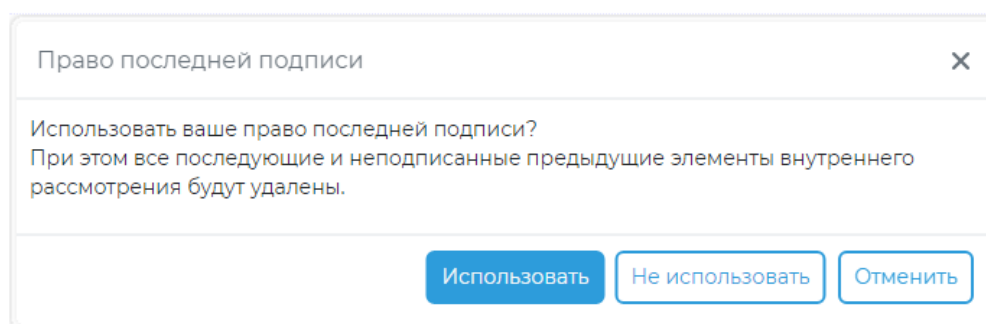 Право последней подписи
Использовать ваше право последней подписи?
При этом все последующие и неподписанные предыдущие элементы внутреннего
рассмотрения будут удалены.
Использовать
Не использовать
Отменить